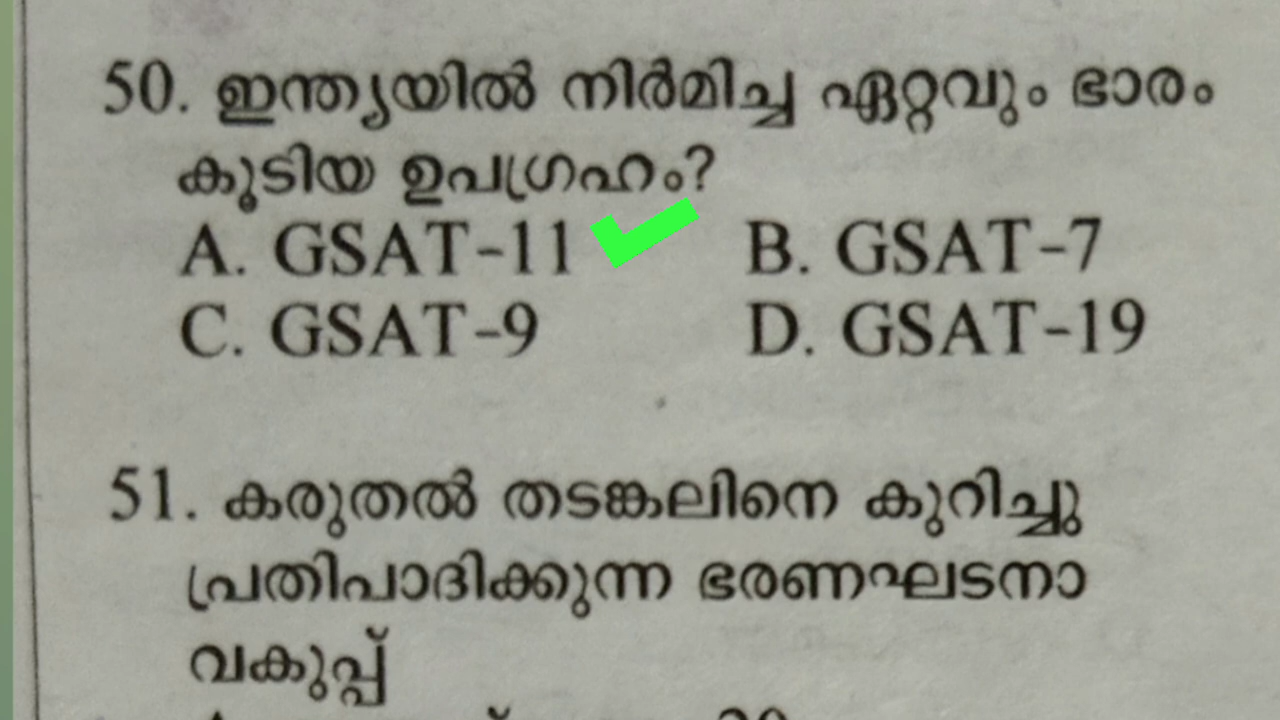 50. ഇന്ത്യയിൽ നിർമിച്ച ഏറ്റവും ഭാരം
കൂടിയ ഉപഗ്രഹം?
A. GSAT-11 B. GSAT-7
C. GSAT-9 D. GSAT-19
51. കരുതൽ തടങ്കലിനെ കുറിച്ചു
പ്രതിപാദിക്കുന്ന ഭരണഘടനാ
വകുപ്പ്